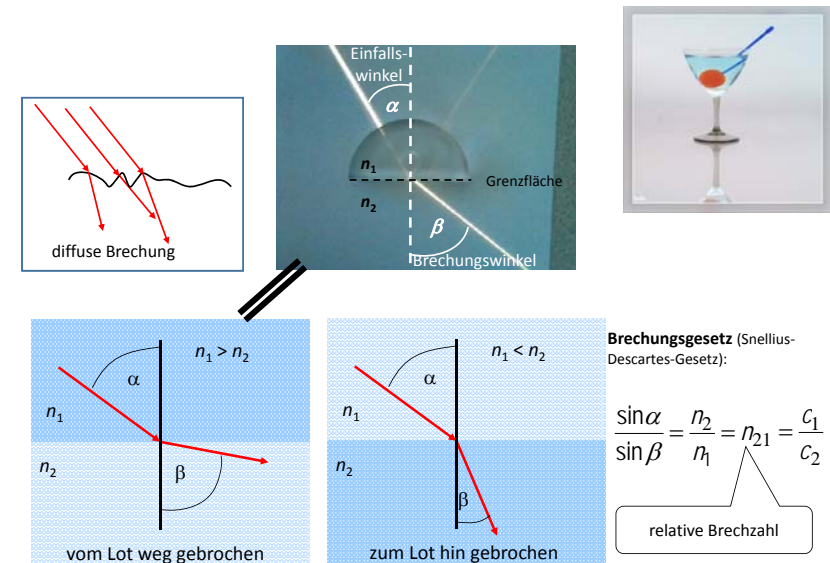 Einfalls-
winkel
α
n₁
n₂
Grenzfläche
β
Brechungswinkel
diffuse Brechung
n₁ > n₂
α
n₁
n₂
β
vom Lot weg gebrochen
n₁ < n₂
α
n₁
n₂
β
zum Lot hin gebrochen
Brechungsgesetz (Snellius-
Descartes-Gesetz):
sinα / sinβ = n₂ / n₁ = n₂₁ = c₁ / c₂
relative Brechzahl